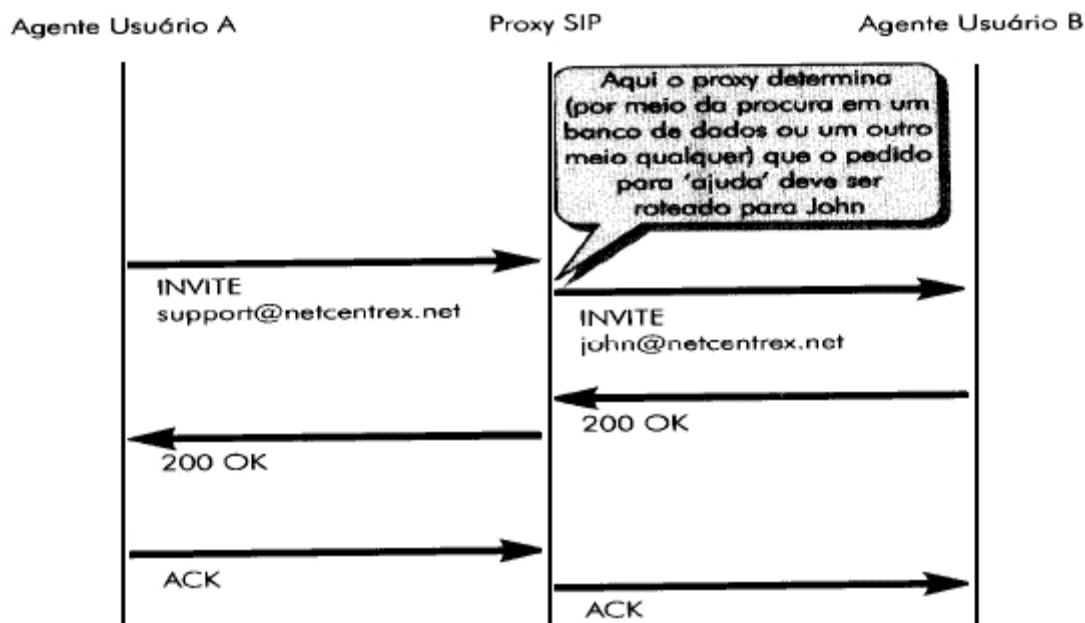 Agente Usuário A
Proxy SIP
Agente Usuário B
Aqui o proxy determina
(por meio da procura em um
banco de dados ou um outro
meio qualquer) que o pedido
para 'ajuda' deve ser
roteado para John
INVITE
support@netcentrex.net
INVITE
john@netcentrex.net
200 OK
200 OK
ACK
ACK